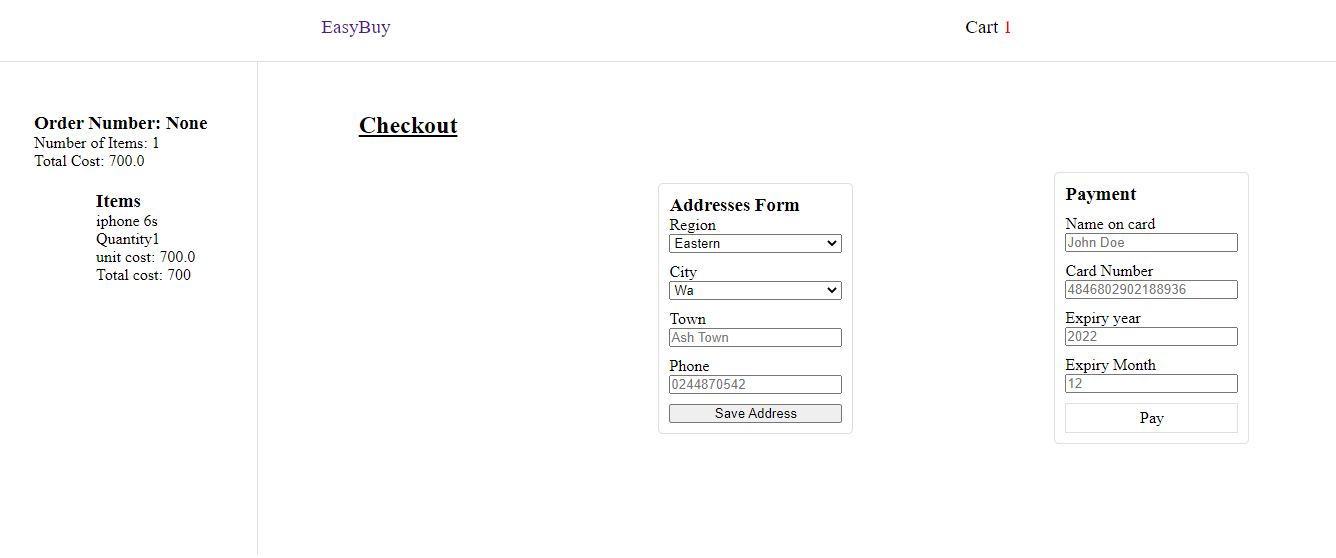 EasyBuy
Cart 1
Order Number: None
Number of Items: 1
Total Cost: 700.0
Items
iphone 6s
Quantity1
unit cost: 700.0
Total cost: 700
Checkout
Addresses Form
Region
Eastern
City
Wa
Town
Ash Town
Phone
0244870542
Save Address
Payment
Name on card
John Doe
Card Number
4846802902188936
Expiry year
2022
Expiry Month
12
Pay